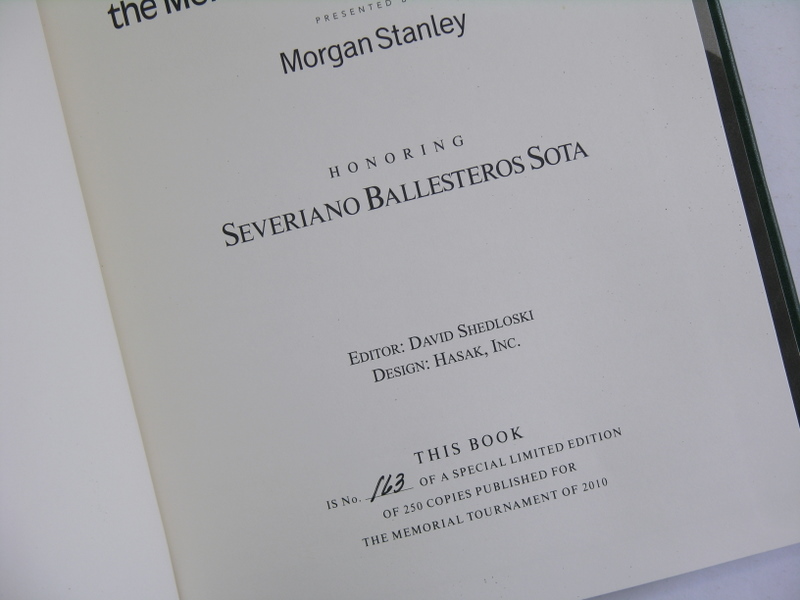 the
PRESENTED
Morgan Stanley
HONORING
SEVERIANO BALLESTEROS SOTA
EDITOR: DAVID SHEDLOSKI
DESIGN: HASAK, INC.
THIS BOOK
IS NO. 163 OF A SPECIAL LIMITED EDITION
OF 250 COPIES PUBLISHED FOR
THE MEMORIAL TOURNAMENT OF 2010